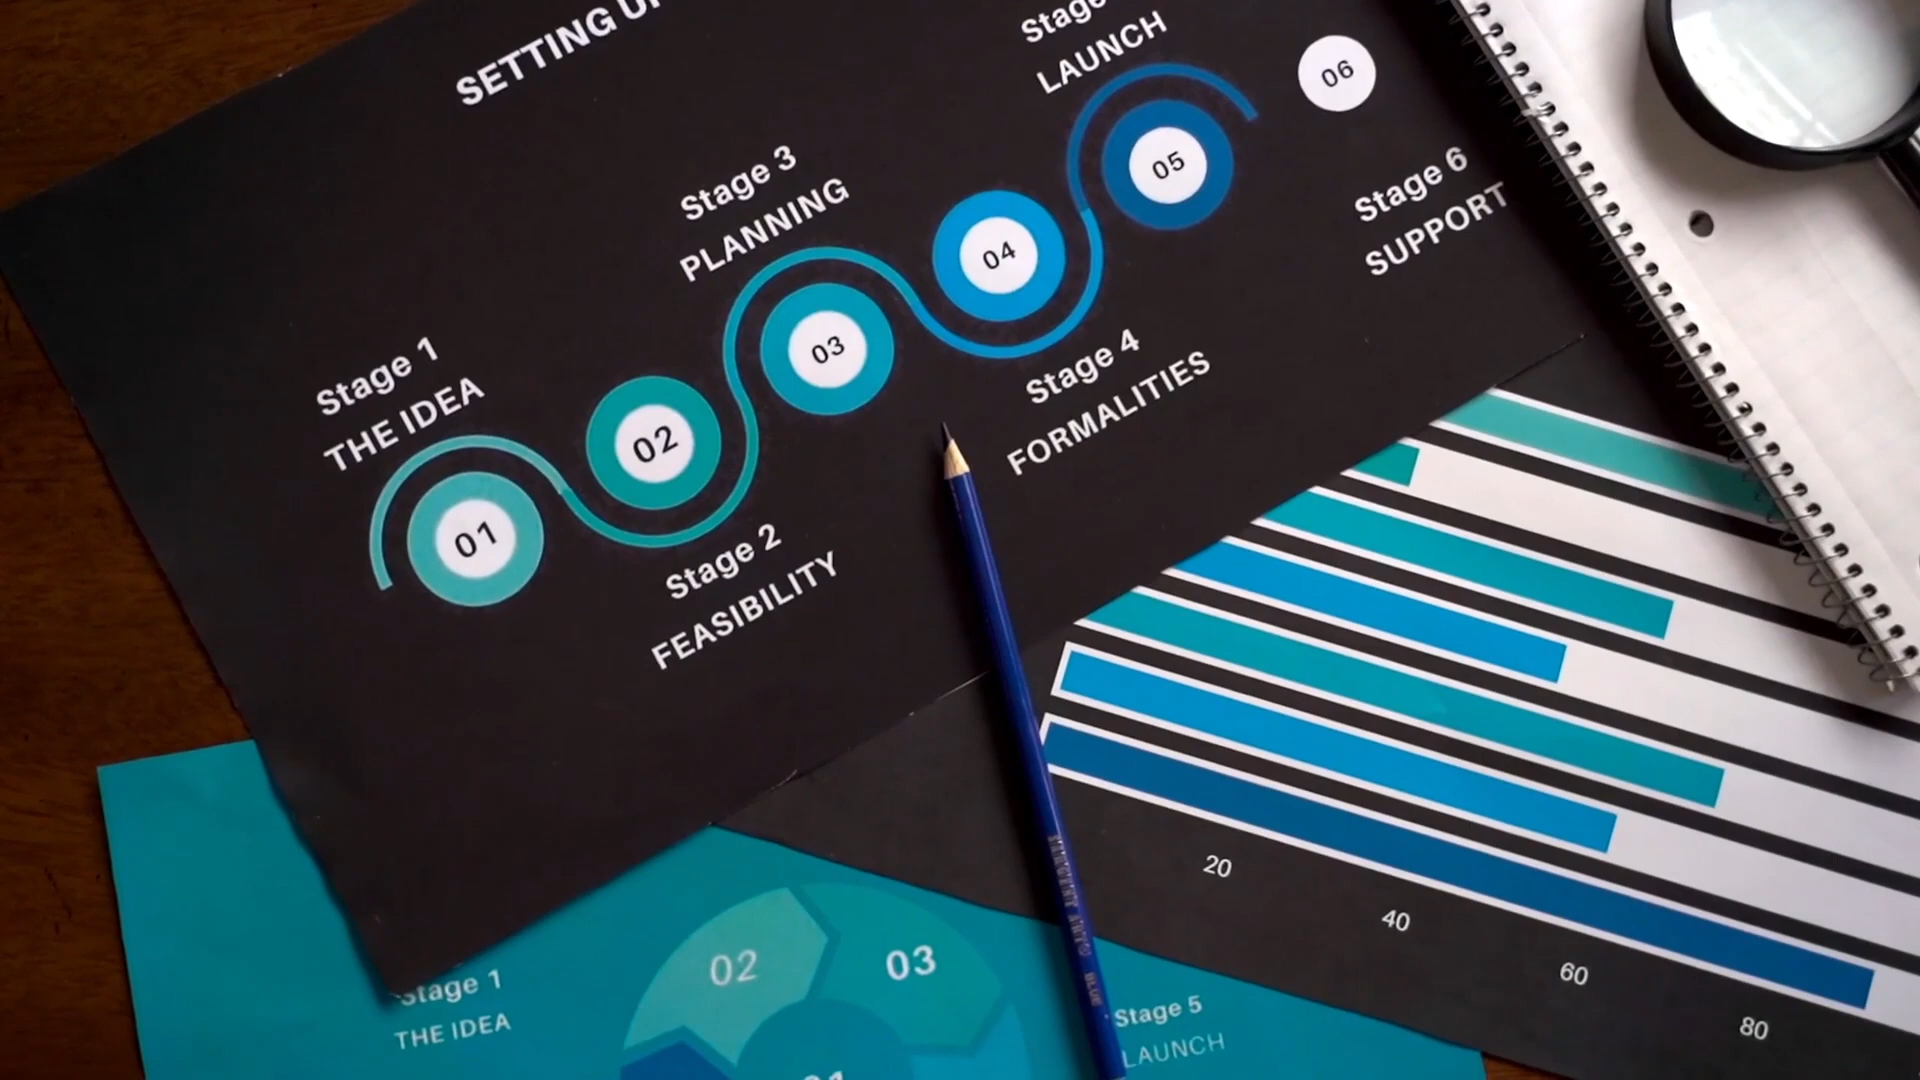 SETTING
Stage
LAUNCH
06
Stage 6
SUPPORT
05
Stage 3
PLANNING
04
03
Stage 4
FORMALITIES
Stage 1
THE IDEA
02
01
Stage 2
FEASIBILITY
20
40
60
80
02
03
Stage 1
THE IDEA
Stage 5
LAUNCH
BLUE